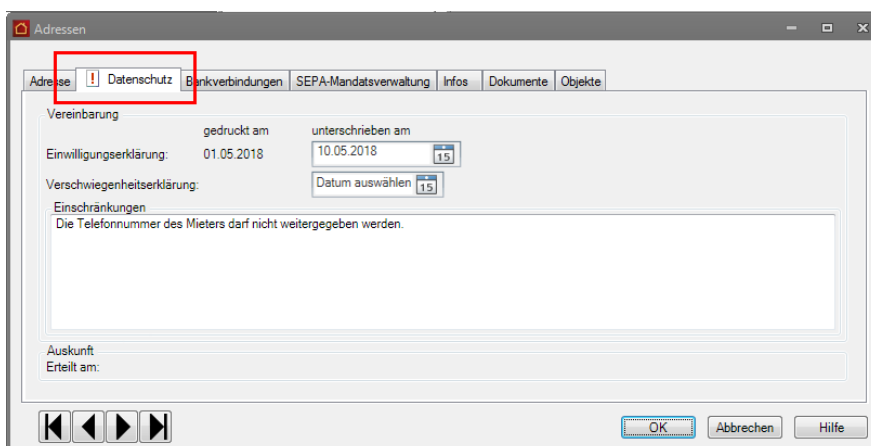 Adressen
Adresse ! Datenschutz Bankverbindungen SEPA-Mandatsverwaltung Infos Dokumente Objekte
Vereinbarung
gedruckt am unterschrieben am
Einwilligungserklärung: 01.05.2018 10.05.2018 15
Verschwiegenheitserklärung: Datum auswählen 15
Einschränkungen
Die Telefonnummer des Mieters darf nicht weitergegeben werden.
Auskunft
Erteilt am:
OK Abbrechen Hilfe